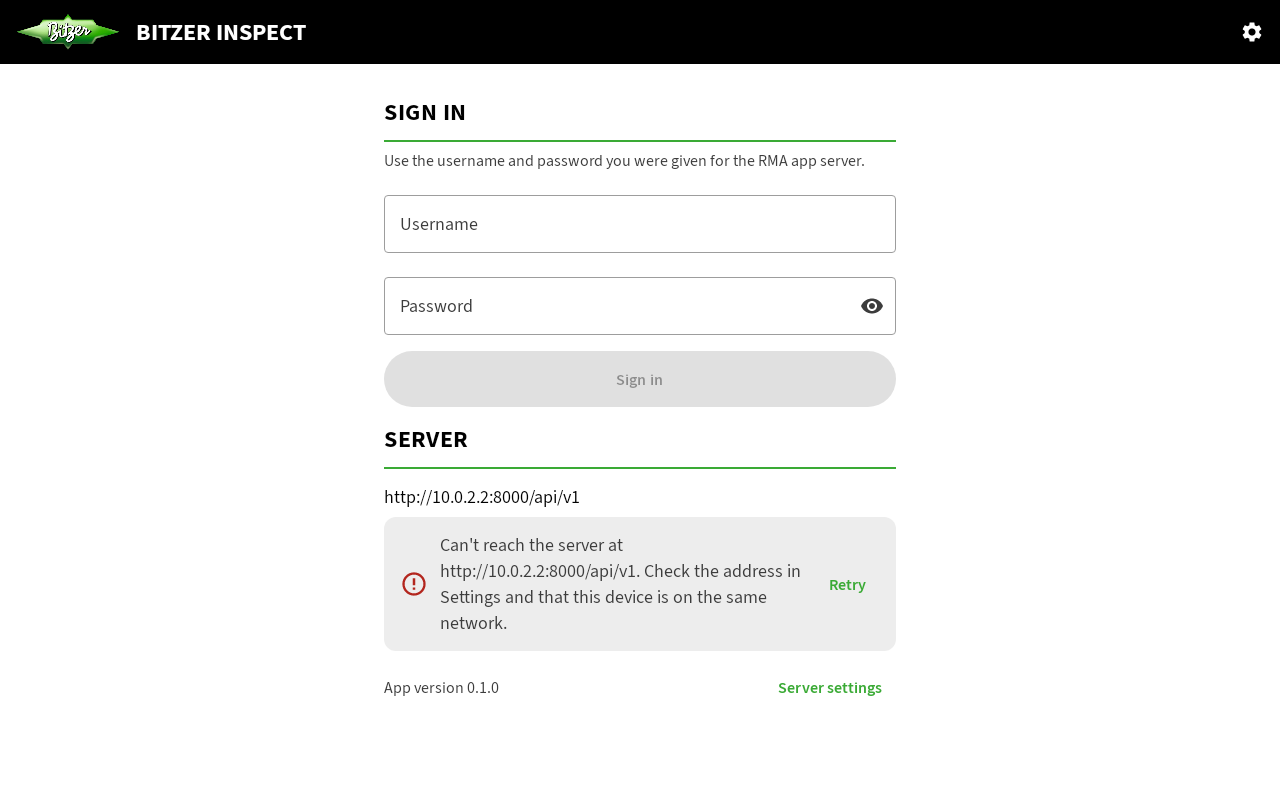 Bitzer
BITZER INSPECT
SIGN IN
Use the username and password you were given for the RMA app server.
Username
Password
Sign in
SERVER
http://10.0.2.2:8000/api/v1
Can't reach the server at
http://10.0.2.2:8000/api/v1. Check the address in
Settings and that this device is on the same
network.
Retry
App version 0.1.0
Server settings